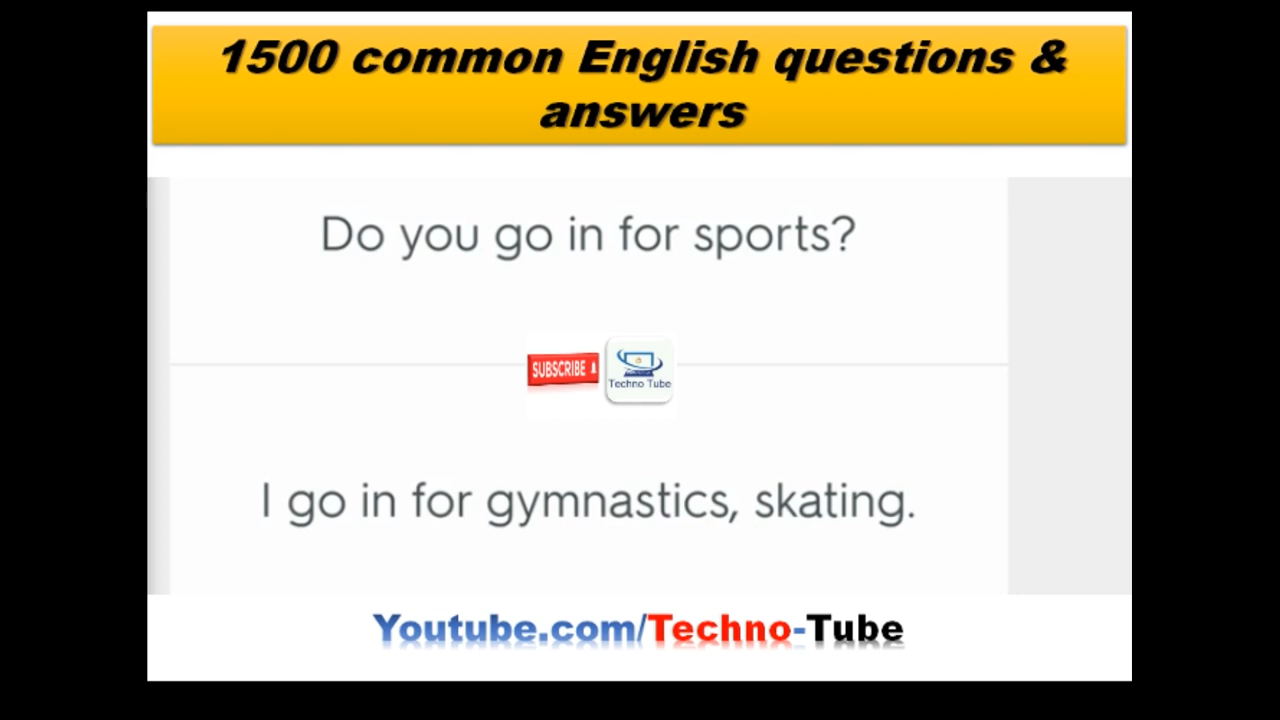 1500 common English questions &
answers
Do you go in for sports?
SUBSCRIBE
Techno Tube
I go in for gymnastics, skating.
Youtube.com/Techno-Tube